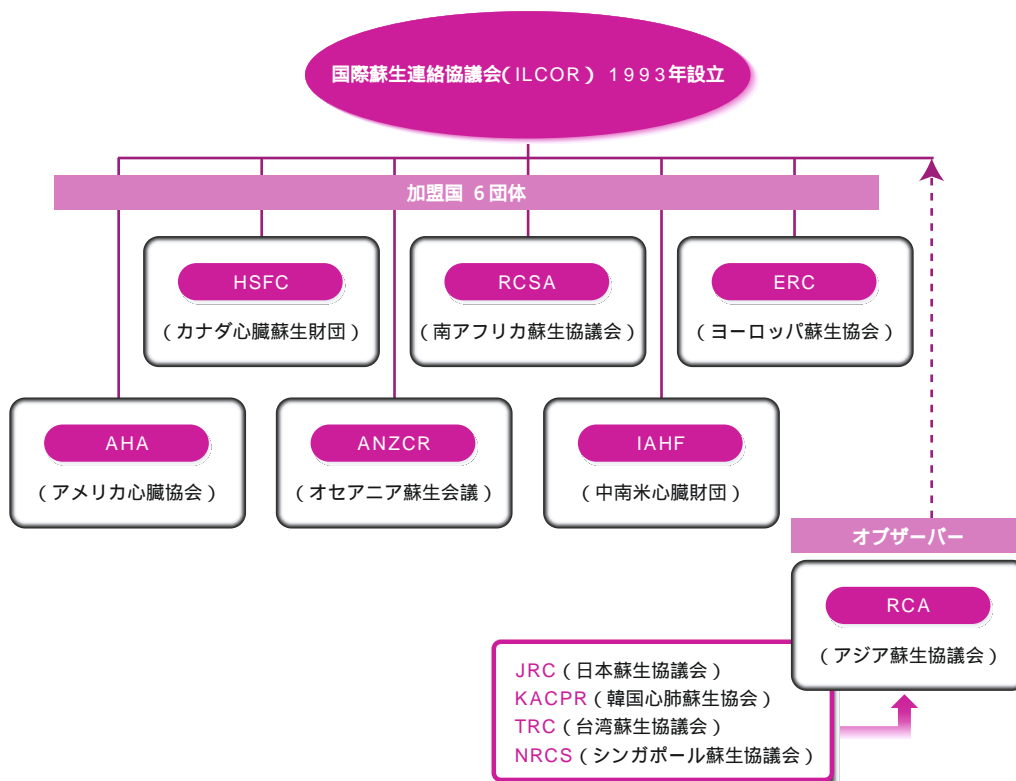 国際蘇生連絡協議会(ILCOR) 1993年設立
加盟国 6団体
HSFC
(カナダ心臓蘇生財団)
RCSA
(南アフリカ蘇生協議会)
ERC
(ヨーロッパ蘇生協会)
AHA
(アメリカ心臓協会)
ANZCR
(オセアニア蘇生会議)
IAHF
(中南米心臓財団)
オブザーバー
RCA
(アジア蘇生協議会)
JRC(日本蘇生協議会)
KACPR(韓国心肺蘇生協会)
TRC(台湾蘇生協議会)
NRCS(シンガポール蘇生協議会)